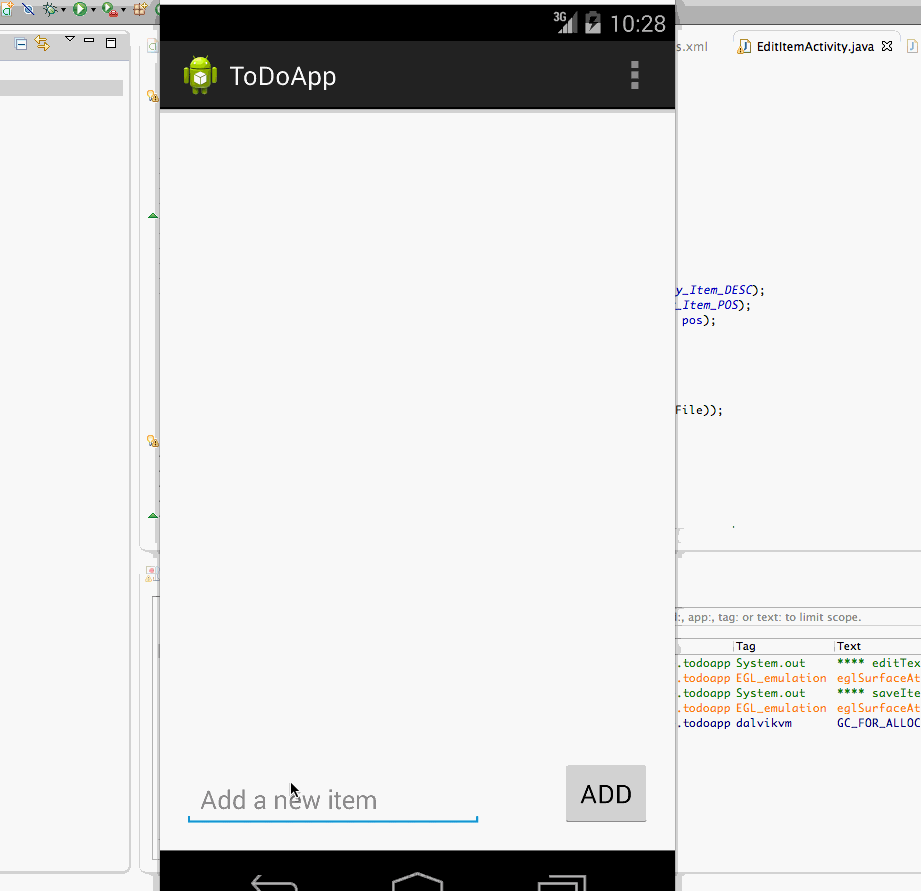 3G 10:28
ToDoApp
s.xml
EditItemActivity.java
y_Item_DESC);
_Item_POS);
pos);
File));
:, app:, tag: or text: to limit scope.
Tag Text
.todoapp System.out **** editTex
.todoapp EGL_emulation eglSurfaceAt
.todoapp System.out **** saveIte
.todoapp EGL_emulation eglSurfaceAt
.todoapp dalvikvm GC_FOR_ALLOC
Add a new item
ADD